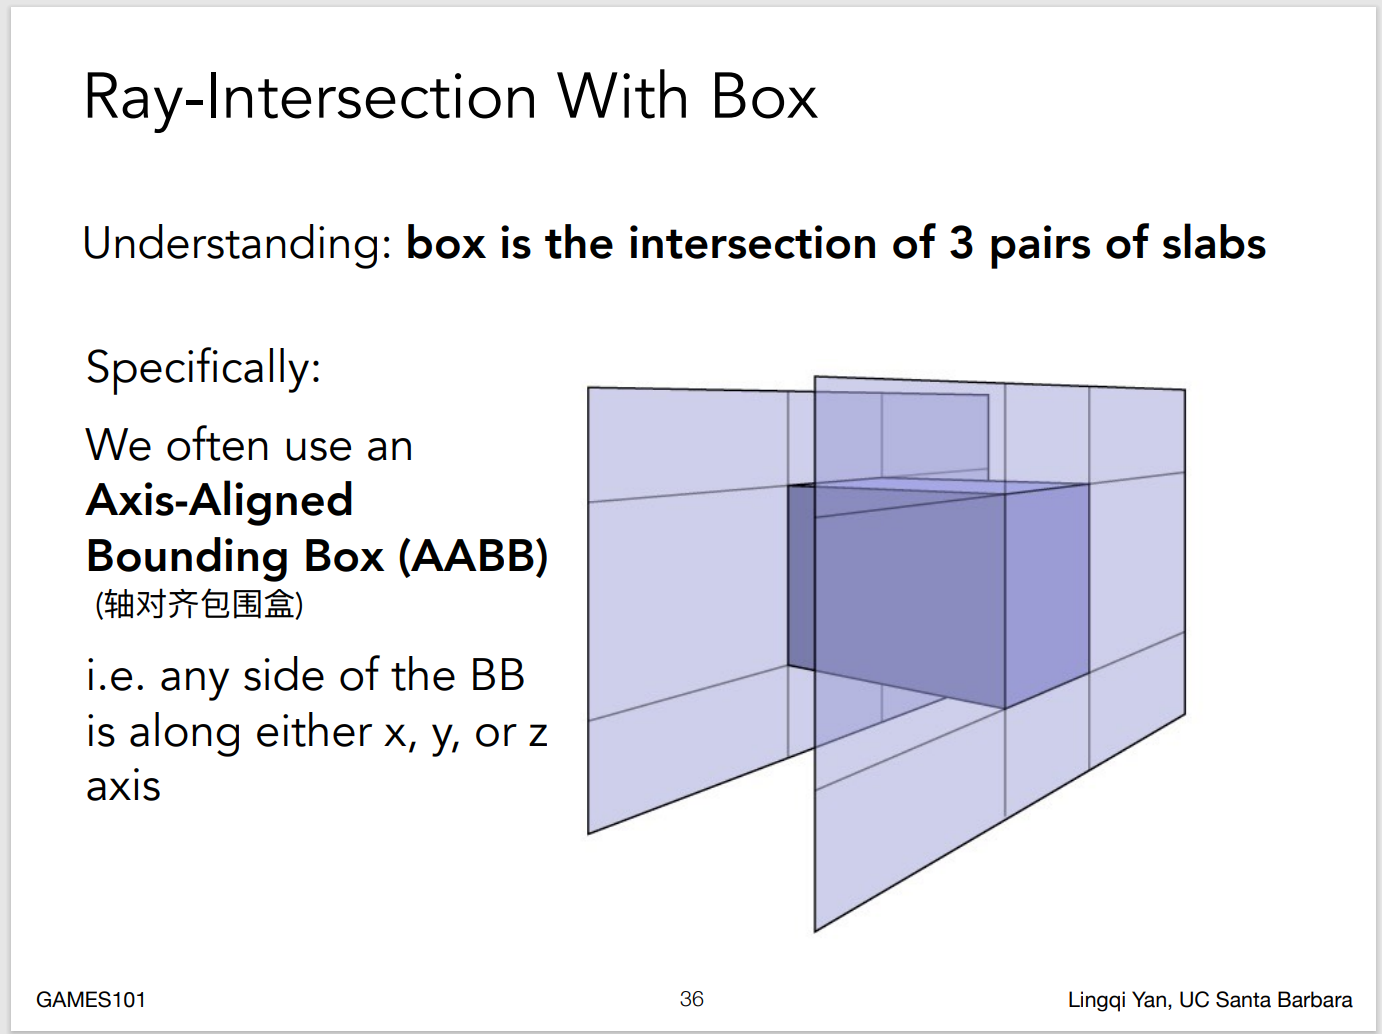 Ray-Intersection With Box
Understanding: box is the intersection of 3 pairs of slabs
Specifically:
We often use an
Axis-Aligned
Bounding Box (AABB)
(轴对齐包围盒)
i.e. any side of the BB
is along either x, y, or z
axis
GAMES101
36
Lingqi Yan, UC Santa Barbara